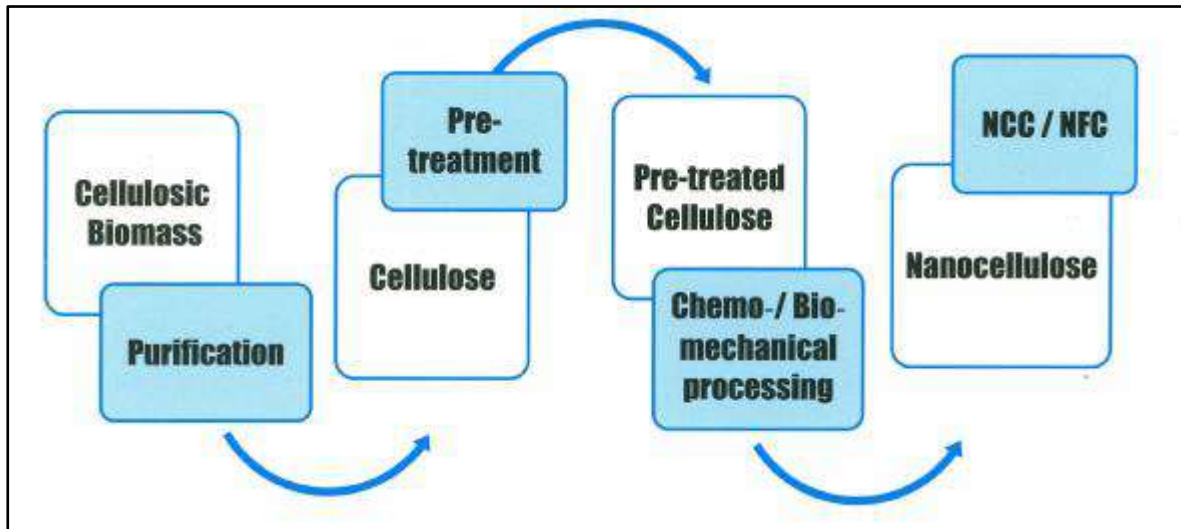 Cellulosic
Biomass
Purification
Pre-
treatment
Cellulose
Pre-treated
Cellulose
Chemo-/ Bio-
mechanical
processing
NCC / NFC
Nanocellulose